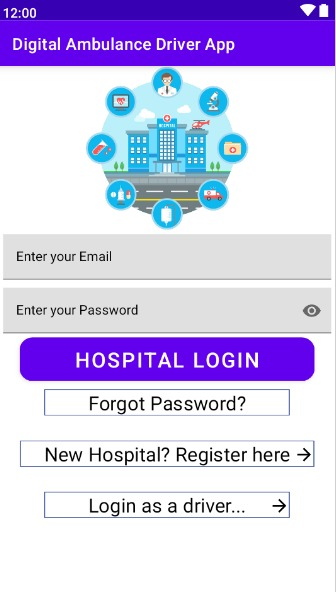 12:00
Digital Ambulance Driver App
HOSPITAL
Enter your Email
Enter your Password
HOSPITAL LOGIN
Forgot Password?
New Hospital? Register here
Login as a driver...